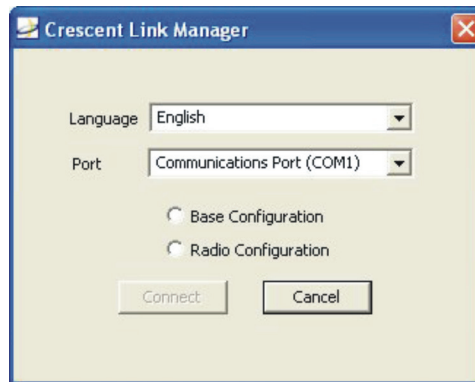 Crescent Link Manager
Language English
Port Communications Port (COM1)
Base Configuration
Radio Configuration
Connect Cancel